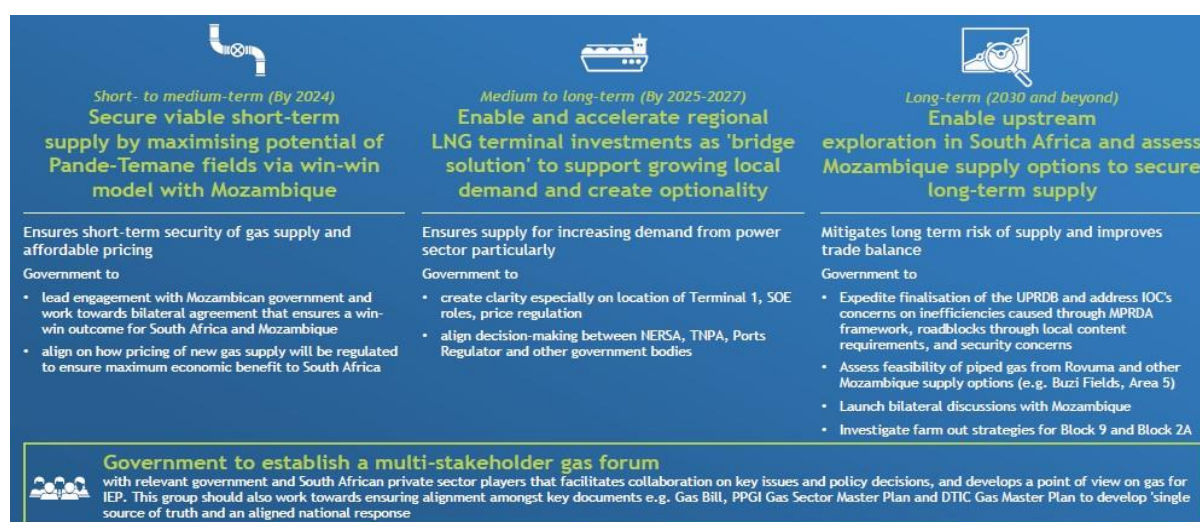 Short- to medium-term (By 2024)
Secure viable short-term
supply by maximising potential of
Pande-Temane fields via win-win
model with Mozambique
Ensures short-term security of gas supply and
affordable pricing
Government to
• lead engagement with Mozambican government and
work towards bilateral agreement that ensures a win-
win outcome for South Africa and Mozambique
• align on how pricing of new gas supply will be regulated
to ensure maximum economic benefit to South Africa
Medium to long-term (By 2025-2027)
Enable and accelerate regional
LNG terminal investments as 'bridge
solution' to support growing local
demand and create optionality
Ensures supply for increasing demand from power
sector particularly
Government to
• create clarity especially on location of Terminal 1, SOE
roles, price regulation
• align decision-making between NERSA, TNPA, Ports
Regulator and other government bodies
Long-term (2030 and beyond)
Enable upstream
exploration in South Africa and assess
Mozambique supply options to secure
long-term supply
Mitigates long term risk of supply and improves
trade balance
Government to
• Expedite finalisation of the UPRDB and address IOC's
concerns on inefficiencies caused through MPRDA
framework, roadblocks through local content
requirements, and security concerns
• Assess feasibility of piped gas from Rovuma and other
Mozambique supply options (e.g. Buzi Fields, Area 5)
• Launch bilateral discussions with Mozambique
• Investigate farm out strategies for Block 9 and Block 2A
Government to establish a multi-stakeholder gas forum
with relevant government and South African private sector players that facilitates collaboration on key issues and policy decisions, and develops a point of view on gas for
IEP. This group should also work towards ensuring alignment amongst key documents e.g. Gas Bill, PPGI Gas Sector Master Plan and DTIC Gas Master Plan to develop 'single
source of truth and an aligned national response